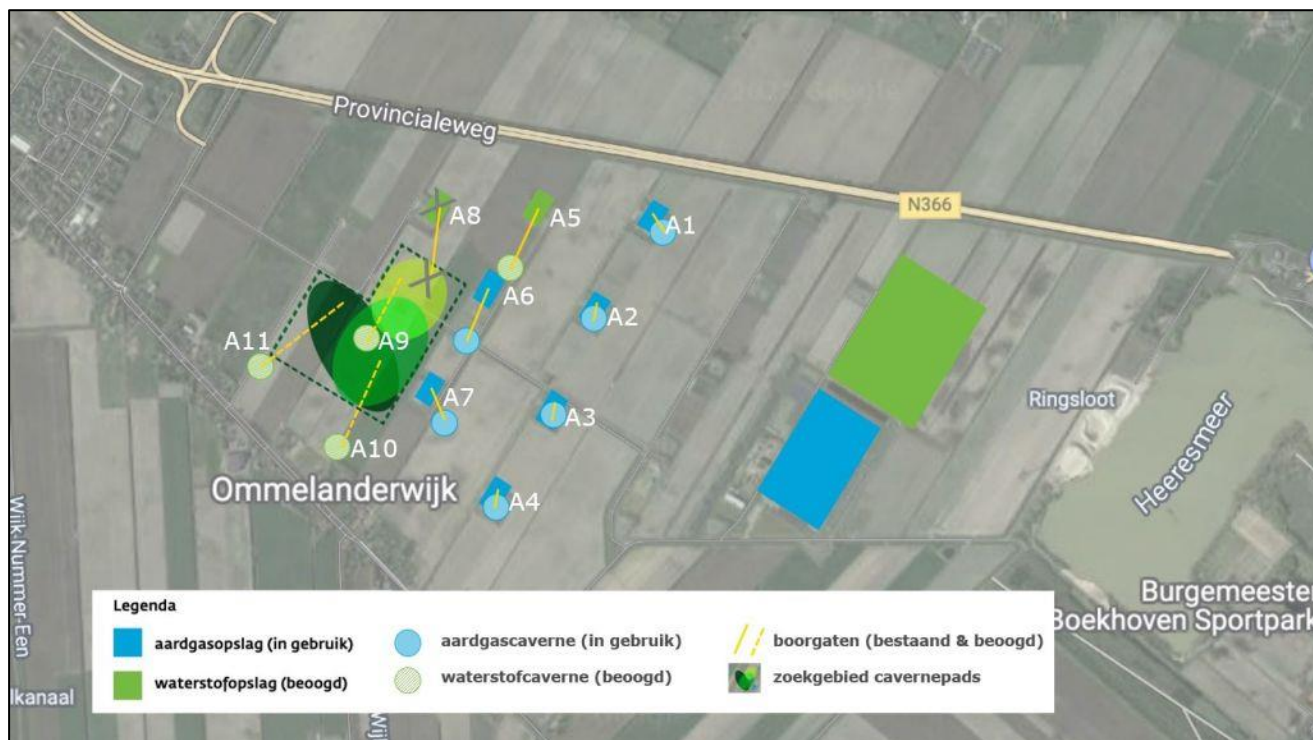 Provincialeweg
N366
A8
A5
A1
A6
A2
A11
A9
A7
A3
A10
A4
Ommelanderwijk
Ringsloot
Heeresmeer
Wijk-Nummer-Een
lkanaal
Wij
Burgemeester
Boekhoven Sportpark
Legenda
aardgasopslag (in gebruik)
aardgascaverne (in gebruik)
boorgaten (bestaand & beoogd)
waterstofopslag (beoogd)
waterstofcaverne (beoogd)
zoekgebied cavernepads